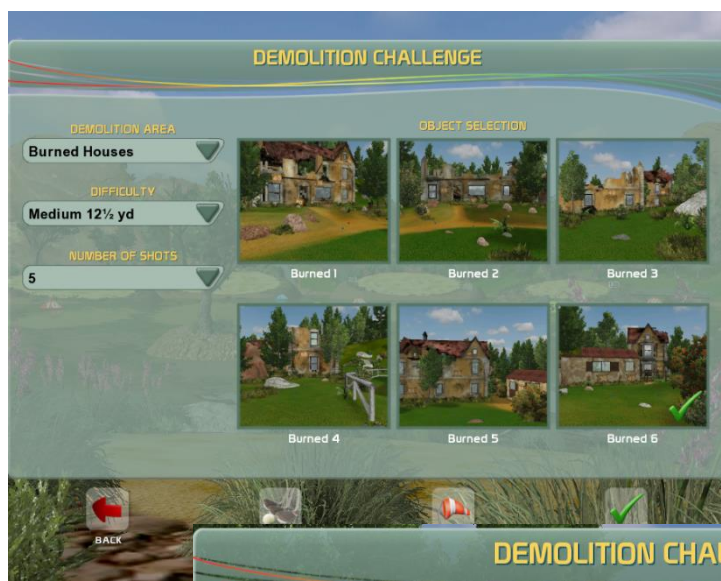 DEMOLITION CHALLENGE
DEMOLITION AREA
Burned Houses
DIFFICULTY
Medium 12½ yd
NUMBER OF SHOTS
5
OBJECT SELECTION
Burned 1
Burned 2
Burned 3
Burned 4
Burned 5
Burned 6
BACK
DEMOLITION CHA